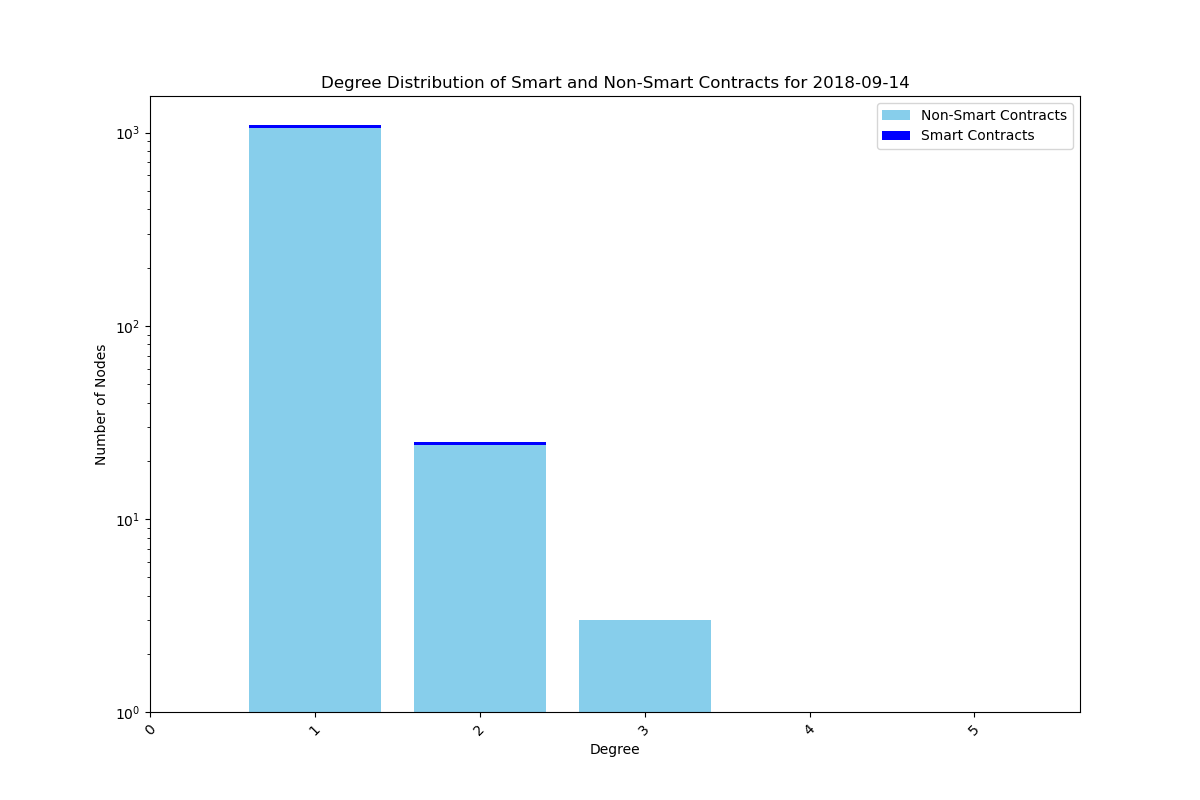 Degree Distribution of Smart and Non-Smart Contracts for 2018-09-14
Non-Smart Contracts
Smart Contracts
Number of Nodes
10³
10²
10¹
10⁰
0 1 2 3 4 5
Degree